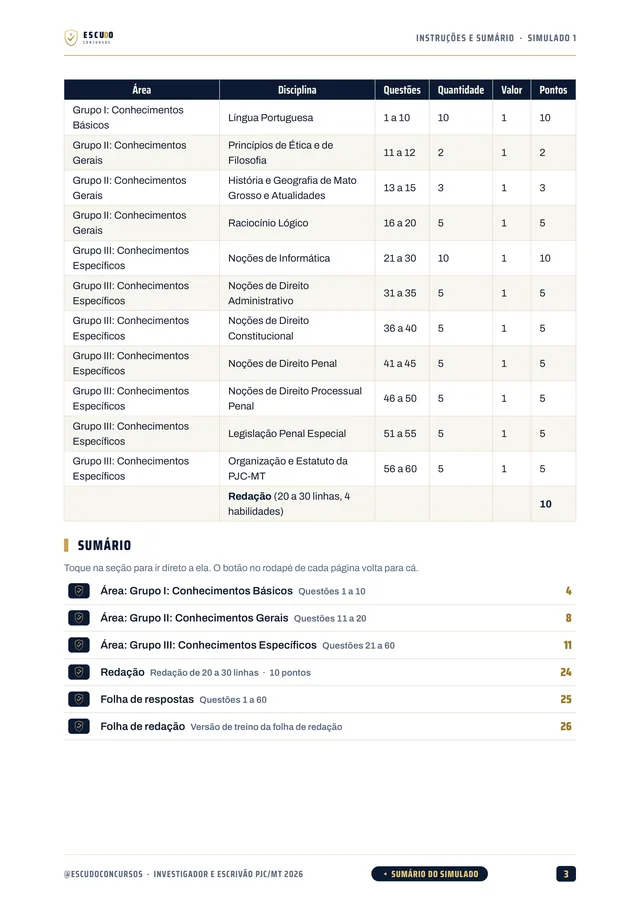 ESCUDO
CONCURSOS
INSTRUÇÕES E SUMÁRIO · SIMULADO 1
Área Disciplina Questões Quantidade Valor Pontos
Grupo I: Conhecimentos
Básicos
Língua Portuguesa 1 a 10 10 1 10
Grupo II: Conhecimentos
Gerais
Princípios de Ética e de
Filosofia
11 a 12 2 1 2
Grupo II: Conhecimentos
Gerais
História e Geografia de Mato
Grosso e Atualidades
13 a 15 3 1 3
Grupo II: Conhecimentos
Gerais
Raciocínio Lógico 16 a 20 5 1 5
Grupo III: Conhecimentos
Específicos
Noções de Informática 21 a 30 10 1 10
Grupo III: Conhecimentos
Específicos
Noções de Direito
Administrativo
31 a 35 5 1 5
Grupo III: Conhecimentos
Específicos
Noções de Direito
Constitucional
36 a 40 5 1 5
Grupo III: Conhecimentos
Específicos
Noções de Direito Penal 41 a 45 5 1 5
Grupo III: Conhecimentos
Específicos
Noções de Direito Processual
Penal
46 a 50 5 1 5
Grupo III: Conhecimentos
Específicos
Legislação Penal Especial 51 a 55 5 1 5
Grupo III: Conhecimentos
Específicos
Organização e Estatuto da
PJC-MT
56 a 60 5 1 5
Redação (20 a 30 linhas, 4
habilidades)
10
SUMÁRIO
Toque na seção para ir direto a ela. O botão no rodapé de cada página volta para cá.
Área: Grupo I: Conhecimentos Básicos Questões 1 a 10 4
Área: Grupo II: Conhecimentos Gerais Questões 11 a 20 8
Área: Grupo III: Conhecimentos Específicos Questões 21 a 60 11
Redação Redação de 20 a 30 linhas · 10 pontos 24
Folha de respostas Questões 1 a 60 25
Folha de redação Versão de treino da folha de redação 26
@ESCUDOCONCURSOS · INVESTIGADOR E ESCRIVÃO PJC/MT 2026
SUMÁRIO DO SIMULADO
3